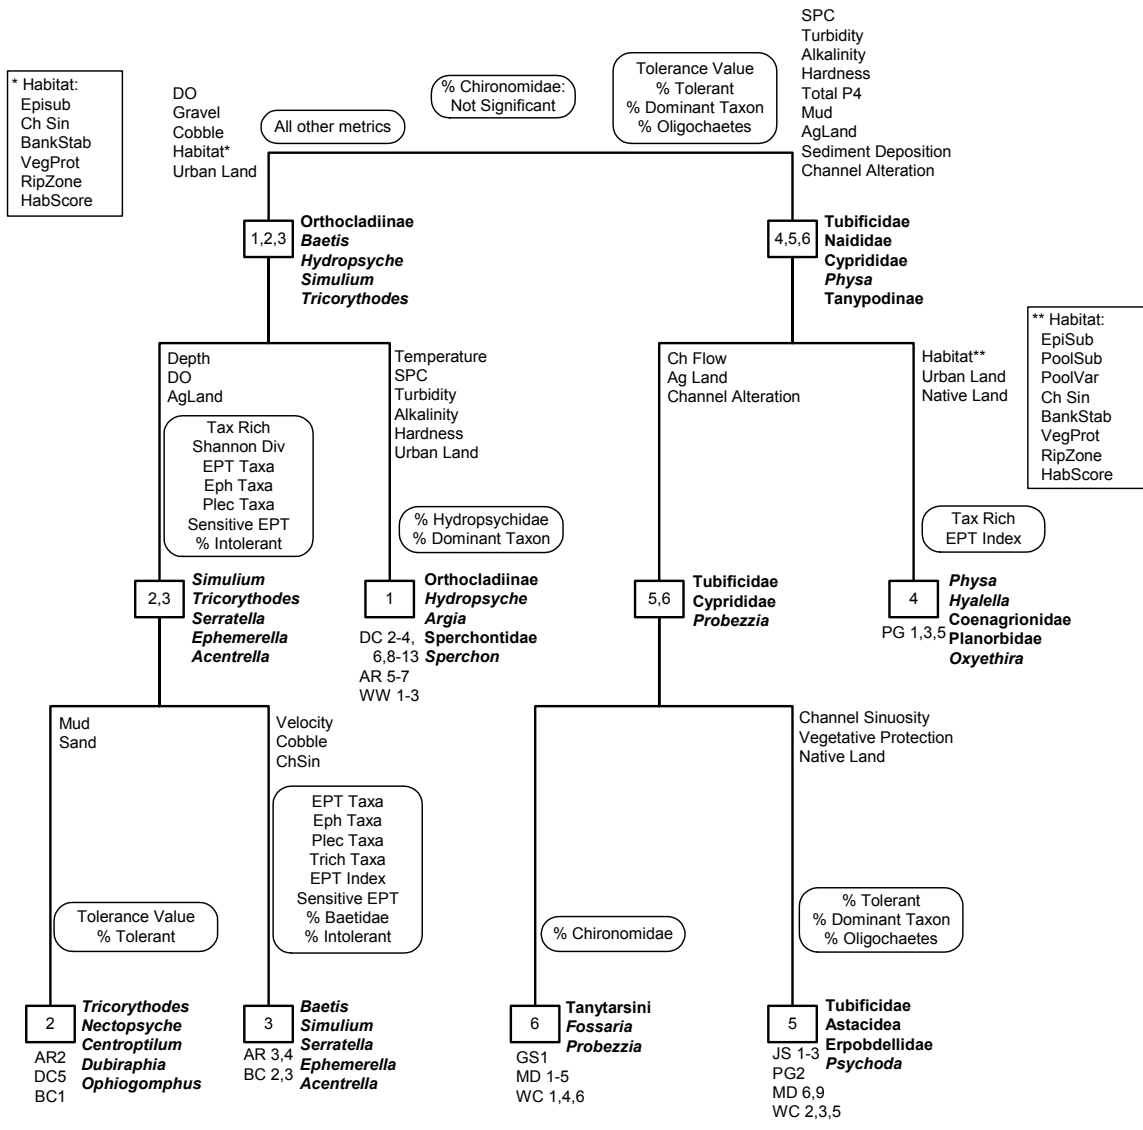 * Habitat:
Episub
Ch Sin
BankStab
VegProt
RipZone
HabScore
DO
Gravel
Cobble
Habitat*
Urban Land
All other metrics
% Chironomidae:
Not Significant
Tolerance Value
% Tolerant
% Dominant Taxon
% Oligochaetes
SPC
Turbidity
Alkalinity
Hardness
Total P4
Mud
AgLand
Sediment Deposition
Channel Alteration
1,2,3
Orthocladiinae
Baetis
Hydropsyche
Simulium
Tricorythodes
4,5,6
Tubificidae
Naididae
Cyprididae
Physa
Tanypodinae
** Habitat:
EpiSub
PoolSub
PoolVar
Ch Sin
BankStab
VegProt
RipZone
HabScore
Depth
DO
AgLand
Tax Rich
Shannon Div
EPT Taxa
Eph Taxa
Plec Taxa
Sensitive EPT
% Intolerant
Temperature
SPC
Turbidity
Alkalinity
Hardness
Urban Land
% Hydropsychidae
% Dominant Taxon
Ch Flow
Ag Land
Channel Alteration
Habitat**
Urban Land
Native Land
Tax Rich
EPT Index
2,3
Simulium
Tricorythodes
Serratella
Ephemerella
Acentrella
1
Orthocladiinae
Hydropsyche
Argia
Sperchontidae
Sperchon
DC 2-4,
6,8-13
AR 5-7
WW 1-3
5,6
Tubificidae
Cyprididae
Probezzia
4
PG 1,3,5
Physa
Hyalella
Coenagrionidae
Planorbidae
Oxyethira
Mud
Sand
Tolerance Value
% Tolerant
Velocity
Cobble
ChSin
EPT Taxa
Eph Taxa
Plec Taxa
Trich Taxa
EPT Index
Sensitive EPT
% Baetidae
% Intolerant
% Chironomidae
Channel Sinuosity
Vegetative Protection
Native Land
% Tolerant
% Dominant Taxon
% Oligochaetes
2
AR2
DC5
BC1
Tricorythodes
Nectopsyche
Centroptilum
Dubiraphia
Ophiogomphus
3
AR 3,4
BC 2,3
Baetis
Simulium
Serratella
Ephemerella
Acentrella
6
GS1
MD 1-5
WC 1,4,6
Tanytarsini
Fossaria
Probezzia
5
JS 1-3
PG2
MD 6,9
WC 2,3,5
Tubificidae
Astacidea
Erpobdellidae
Psychoda